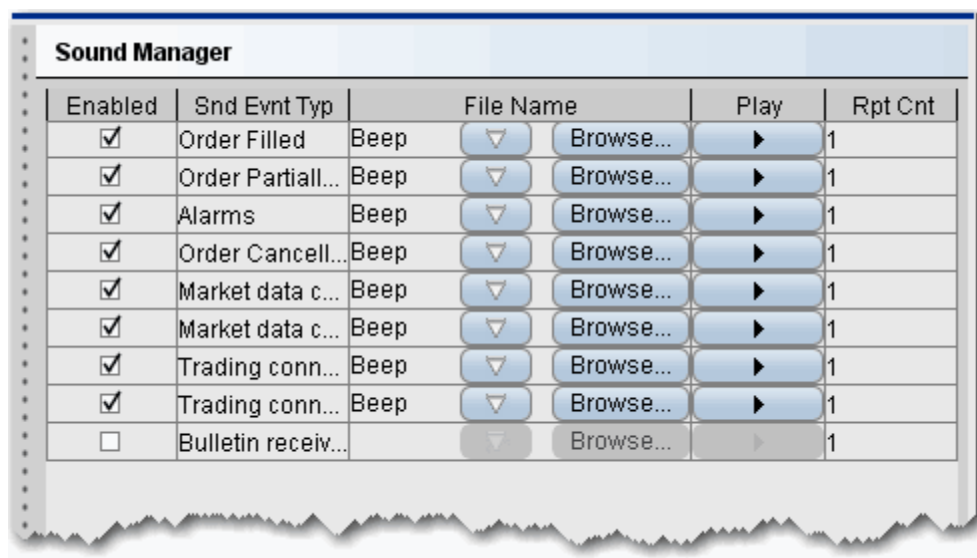 Sound Manager
Enabled Snd Evnt Typ File Name Play Rpt Cnt
Order Filled Beep Browse... 1
Order Partiall... Beep Browse... 1
Alarms Beep Browse... 1
Order Cancell... Beep Browse... 1
Market data c... Beep Browse... 1
Market data c... Beep Browse... 1
Trading conn... Beep Browse... 1
Trading conn... Beep Browse... 1
Bulletin receiv... Browse... 1